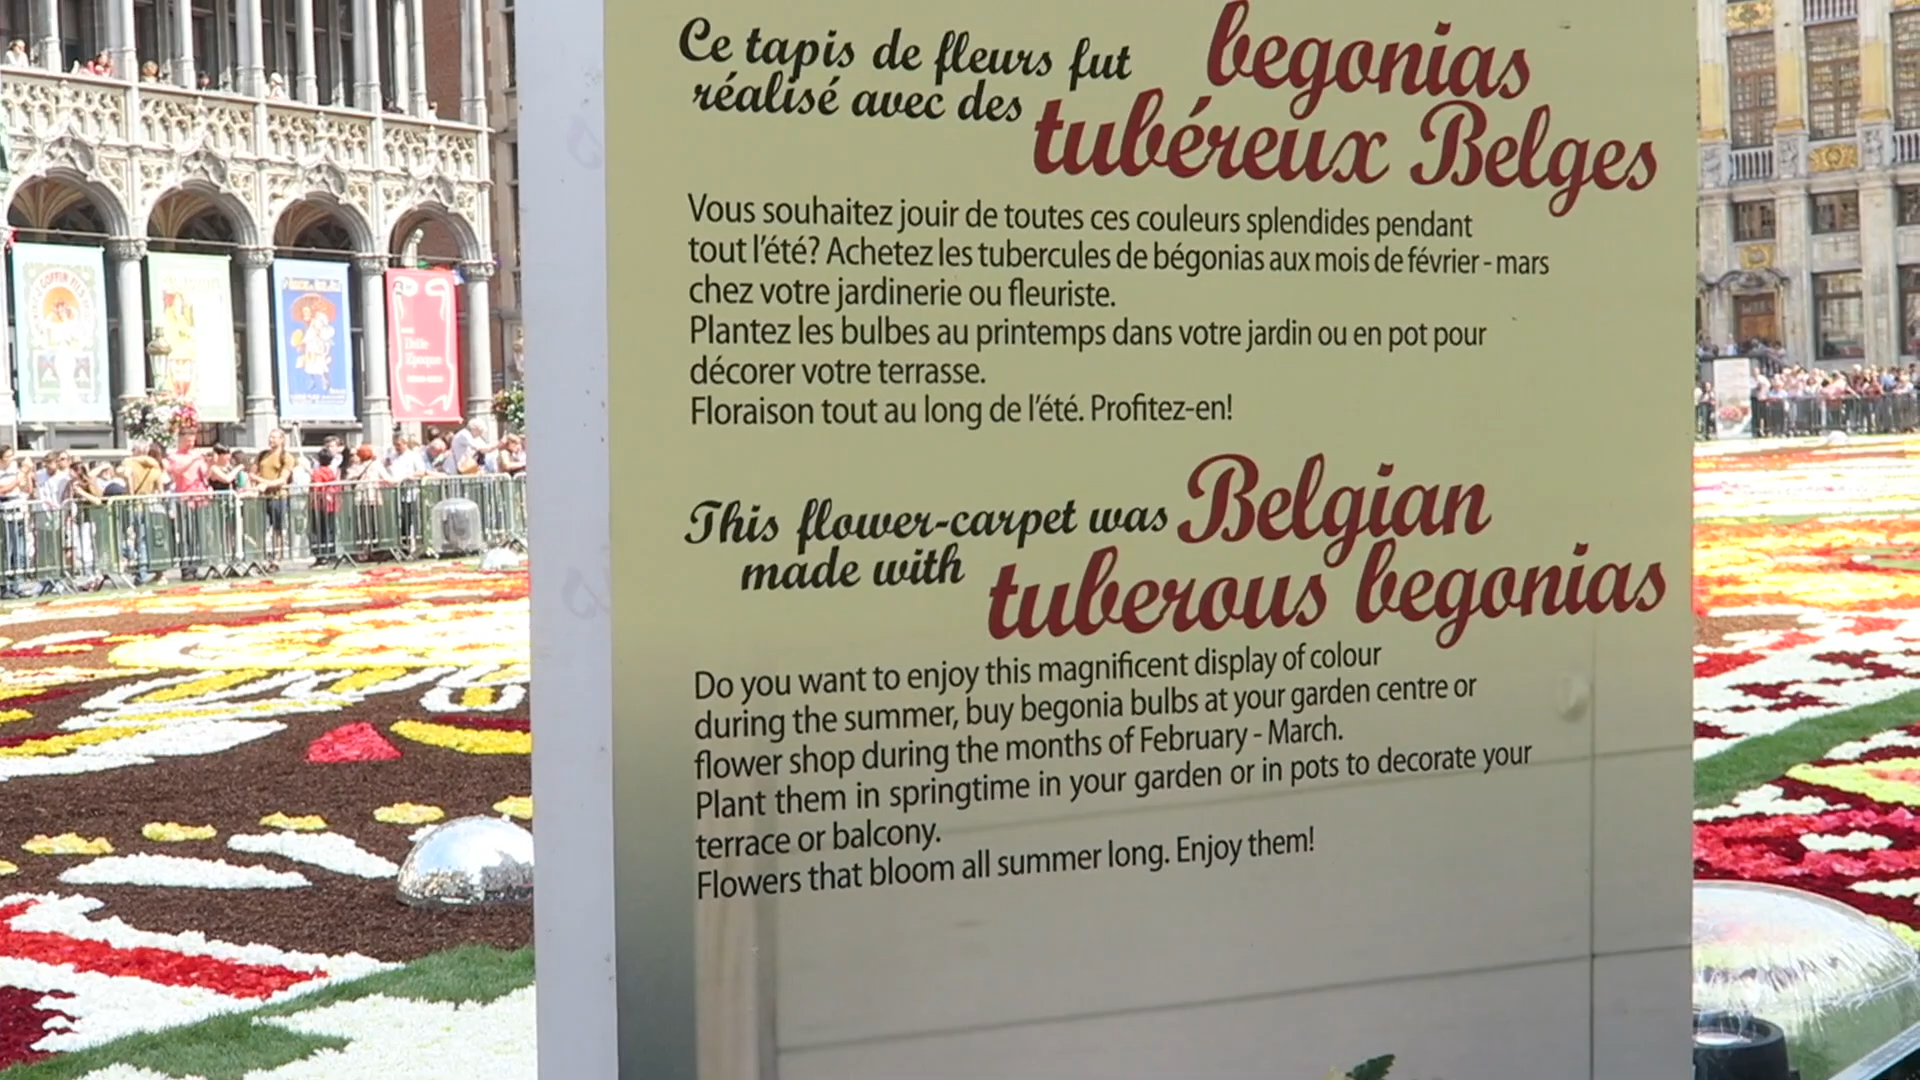 Ce tapis de fleurs fut
réalisé avec des
begonias
tubéreux Belges
Vous souhaitez jouir de toutes ces couleurs splendides pendant
tout l'été? Achetez les tubercules de bégonias aux mois de février - mars
chez votre jardinerie ou fleuriste.
Plantez les bulbes au printemps dans votre jardin ou en pot pour
décorer votre terrasse.
Floraison tout au long de l'été. Profitez-en!
This flower-carpet was
made with
Belgian
tuberous begonias
Do you want to enjoy this magnificent display of colour
during the summer, buy begonia bulbs at your garden centre or
flower shop during the months of February - March.
Plant them in springtime in your garden or in pots to decorate your
terrace or balcony.
Flowers that bloom all summer long. Enjoy them!
Belle
Epoque